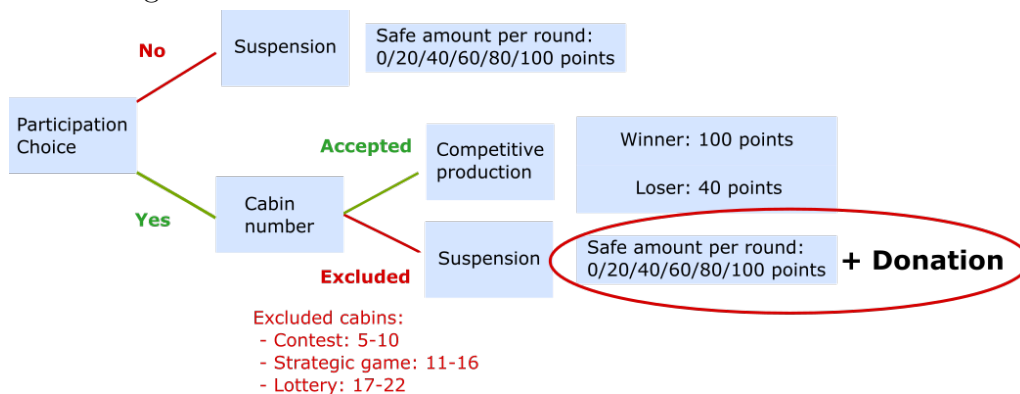 No
Suspension
Safe amount per round:
0/20/40/60/80/100 points
Participation
Choice
Accepted
Competitive
production
Winner: 100 points
Loser: 40 points
Yes
Cabin
number
Excluded
Suspension
Safe amount per round:
0/20/40/60/80/100 points
+ Donation
Excluded cabins:
- Contest: 5-10
- Strategic game: 11-16
- Lottery: 17-22